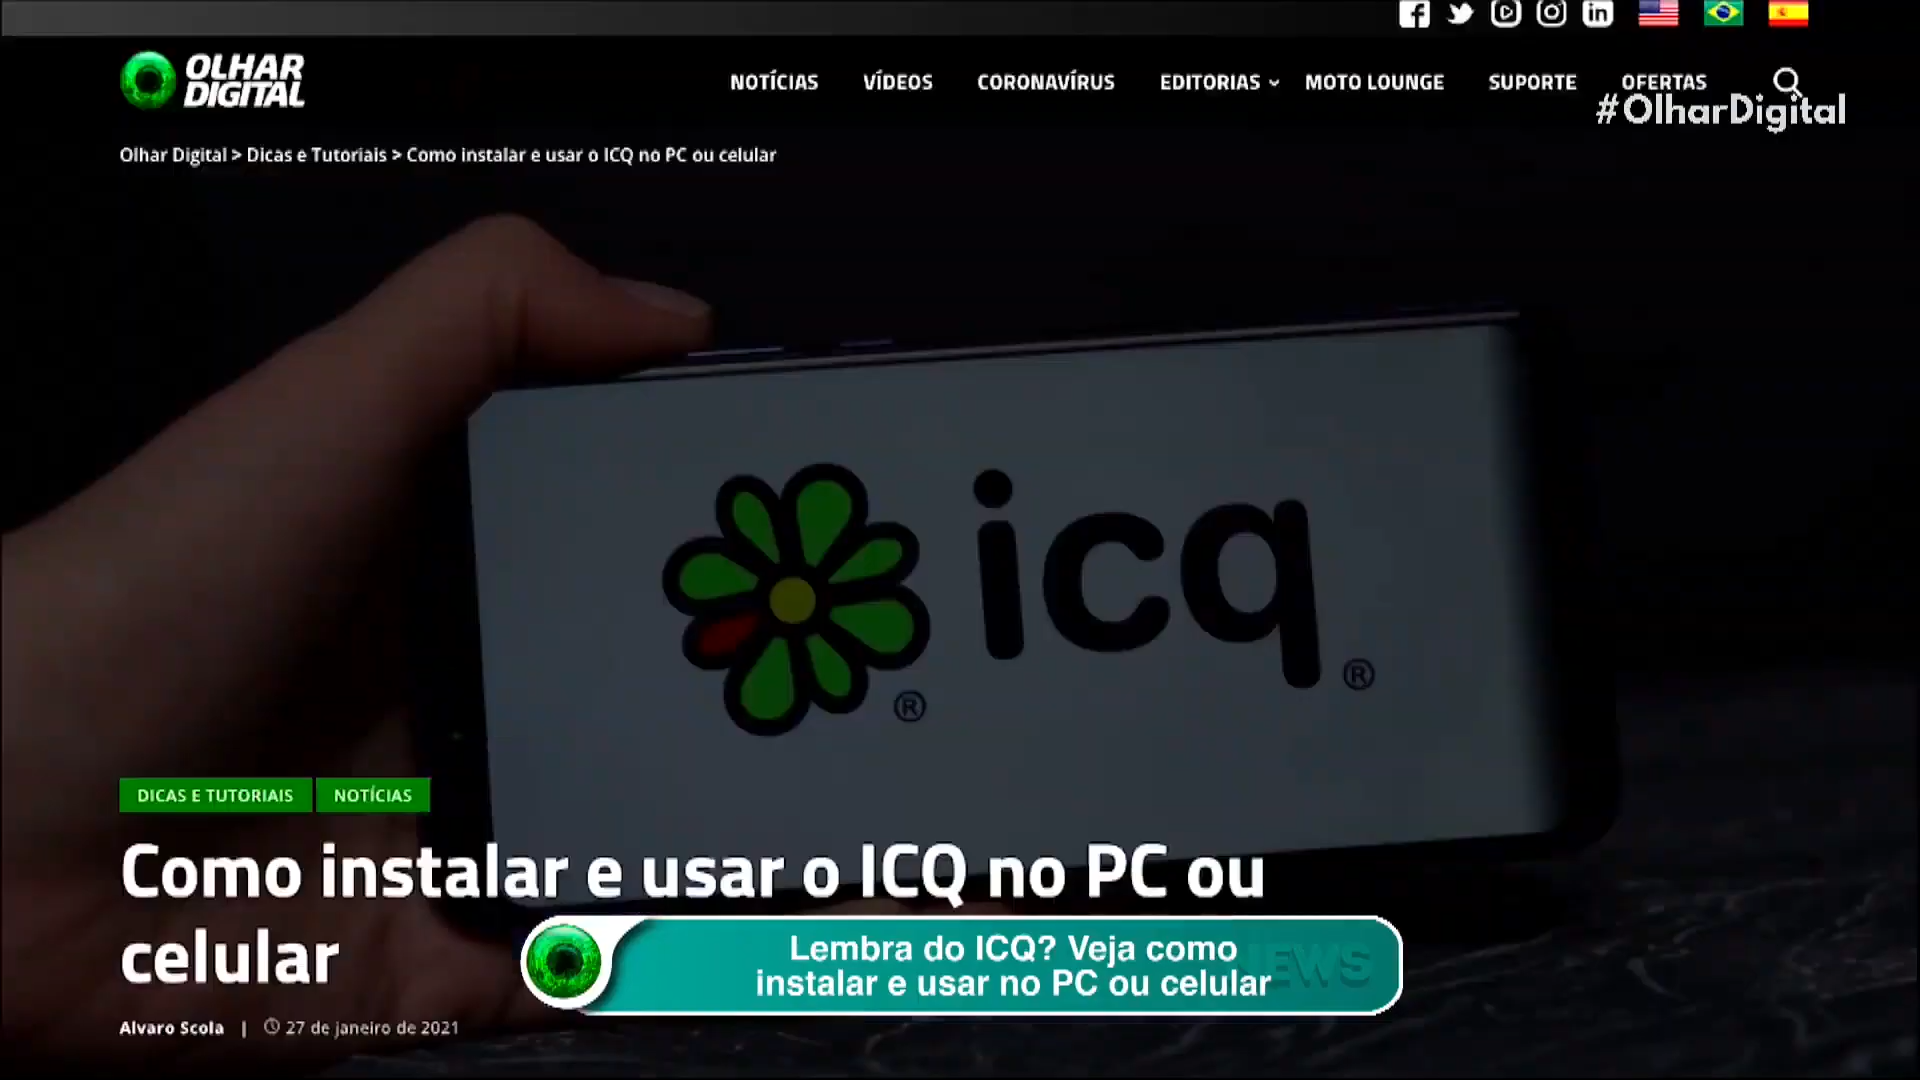 OLHAR
DIGITAL
NOTÍCIAS VÍDEOS CORONAVÍRUS EDITORIAS MOTO LOUNGE SUPORTE OFERTAS
#OlharDigital
Olhar Digital > Dicas e Tutoriais > Como instalar e usar o ICQ no PC ou celular
icq
® ®
DICAS E TUTORIAIS NOTÍCIAS
Como instalar e usar o ICQ no PC ou
celular
Lembra do ICQ? Veja como
instalar e usar no PC ou celular
NEWS
Alvaro Scola | 27 de janeiro de 2021